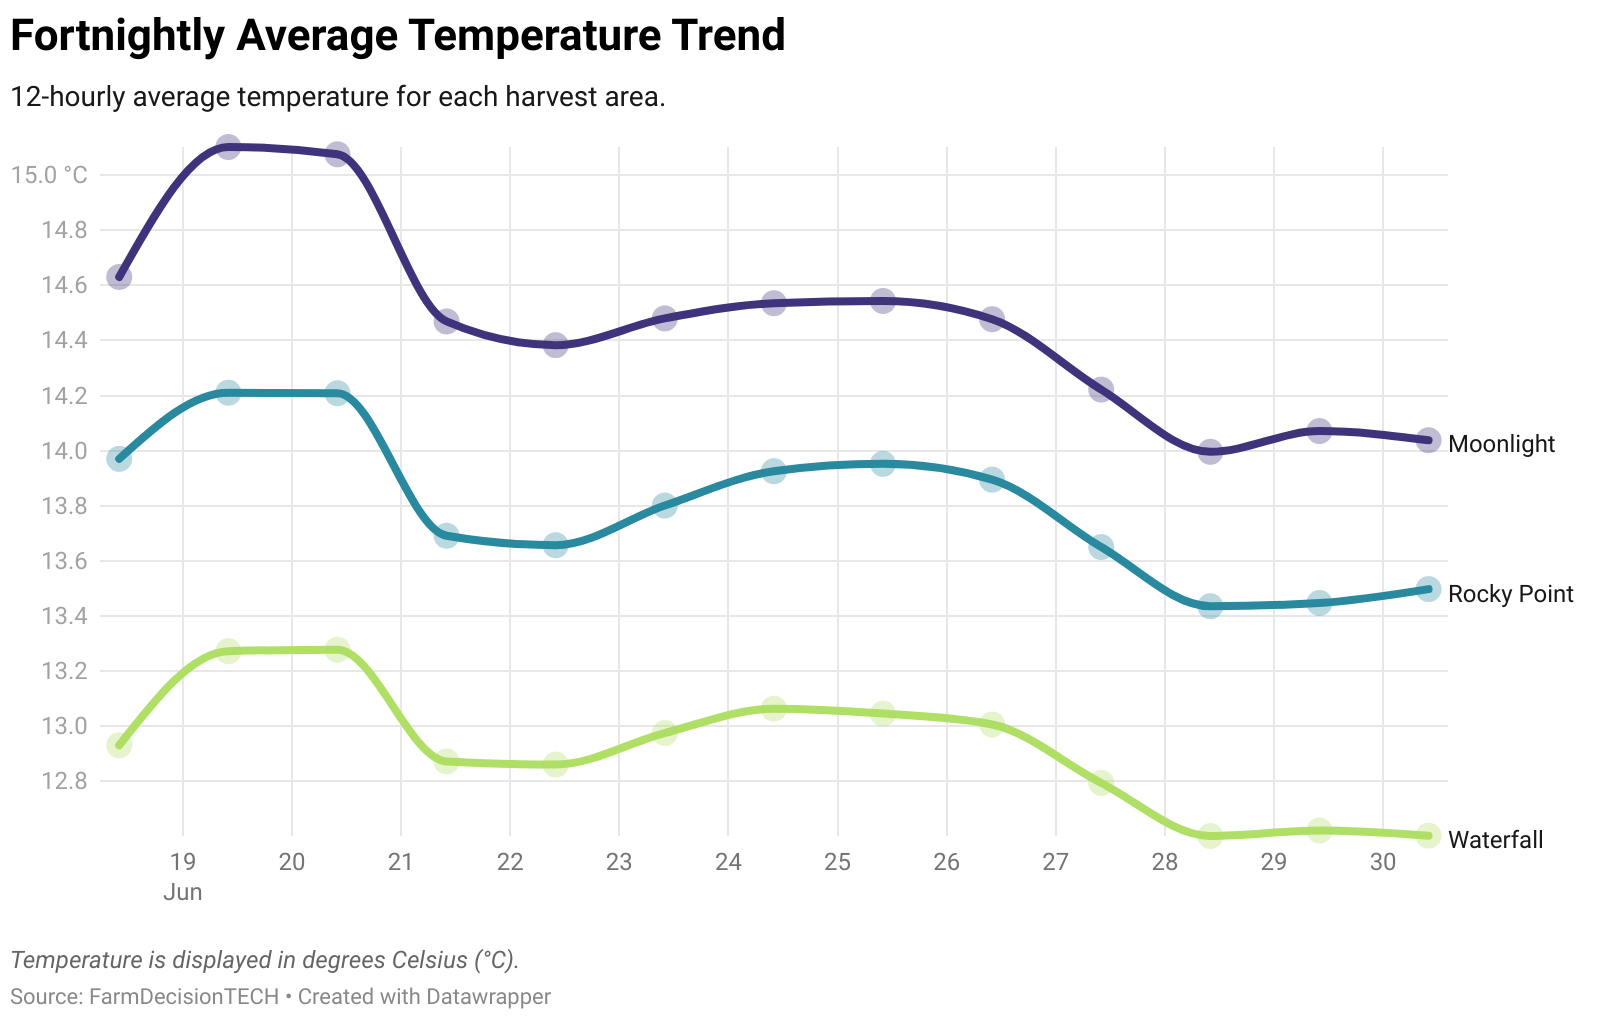 Fortnightly Average Temperature Trend
12-hourly average temperature for each harvest area.
15.0 °C
14.8
14.6
14.4
14.2
14.0
13.8
13.6
13.4
13.2
13.0
12.8
Moonlight
Rocky Point
Waterfall
19 20 21 22 23 24 25 26 27 28 29 30
Jun
Temperature is displayed in degrees Celsius (°C).
Source: FarmDecisionTECH • Created with Datawrapper